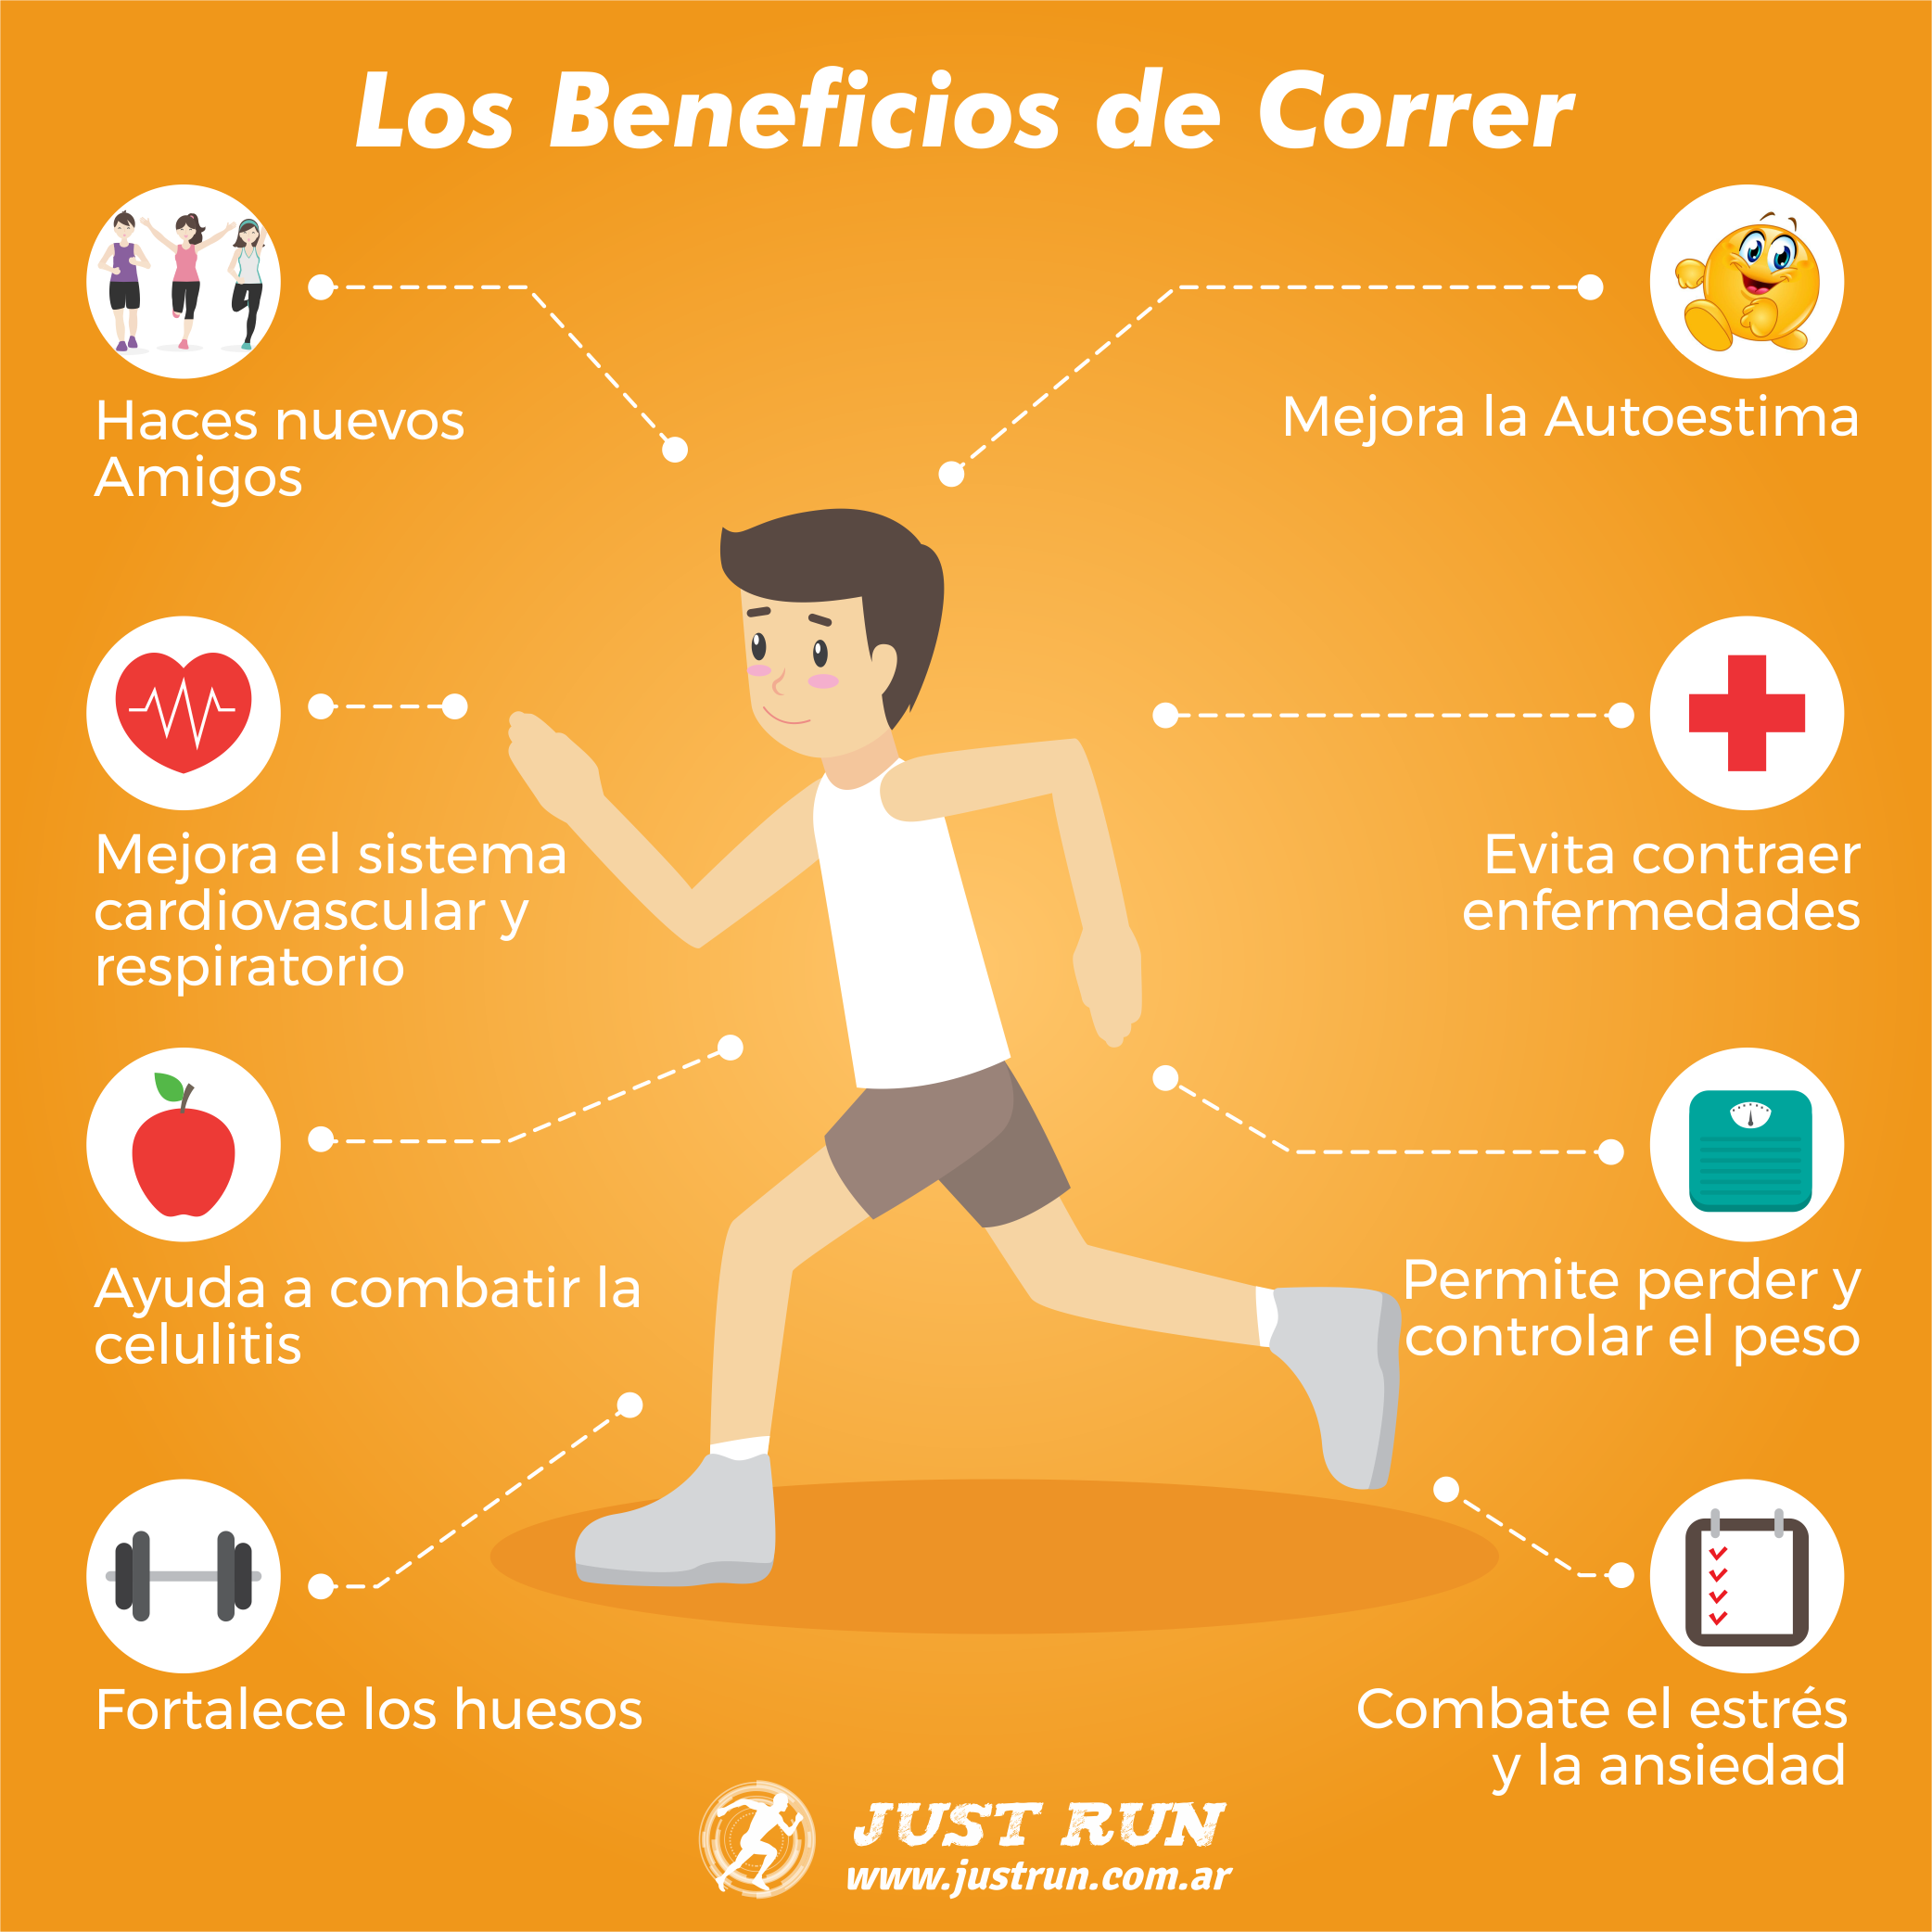 Los Beneficios de Correr
Haces nuevos
Amigos
Mejora la Autoestima
Mejora el sistema
cardiovascular y
respiratorio
Evita contraer
enfermedades
Ayuda a combatir la
celulitis
Permite perder y
controlar el peso
Fortalece los huesos
Combate el estrés
y la ansiedad
JUST RUN
www.justrun.com.ar